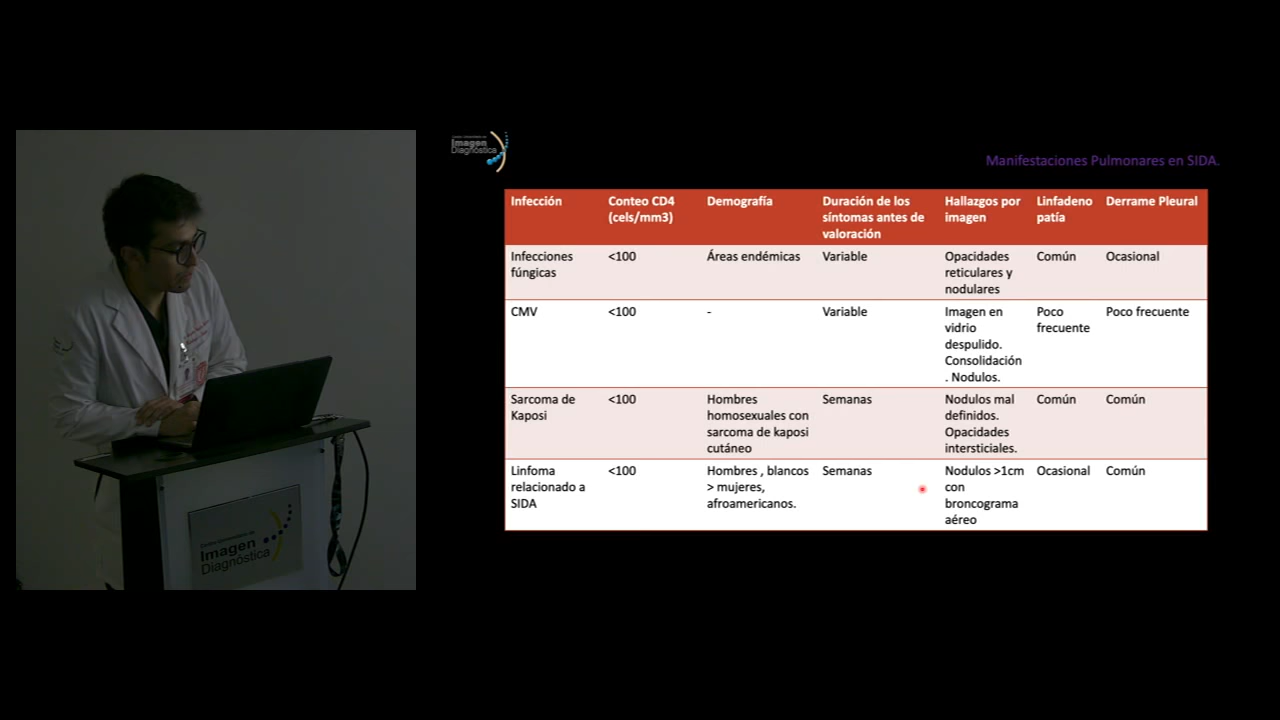 Centro Universitario de
Imagen
Diagnóstica
Imagen
Diagnóstica
Manifestaciones Pulmonares en SIDA.
Infección
Conteo CD4
(cels/mm3)
Demografía
Duración de los
síntomas antes de
valoración
Hallazgos por
imagen
Linfadeno
patía
Derrame Pleural
Infecciones
fúngicas
<100
Áreas endémicas
Variable
Opacidades
reticulares y
nodulares
Común
Ocasional
CMV
<100
-
Variable
Imagen en
vidrio
despulido.
Consolidación
. Nodulos.
Poco
frecuente
Poco frecuente
Sarcoma de
Kaposi
<100
Hombres
homosexuales con
sarcoma de kaposi
cutáneo
Semanas
Nodulos mal
definidos.
Opacidades
intersticiales.
Común
Común
Linfoma
relacionado a
SIDA
<100
Hombres , blancos
> mujeres,
afroamericanos.
Semanas
Nodulos >1cm
con
broncograma
aéreo
Ocasional
Común